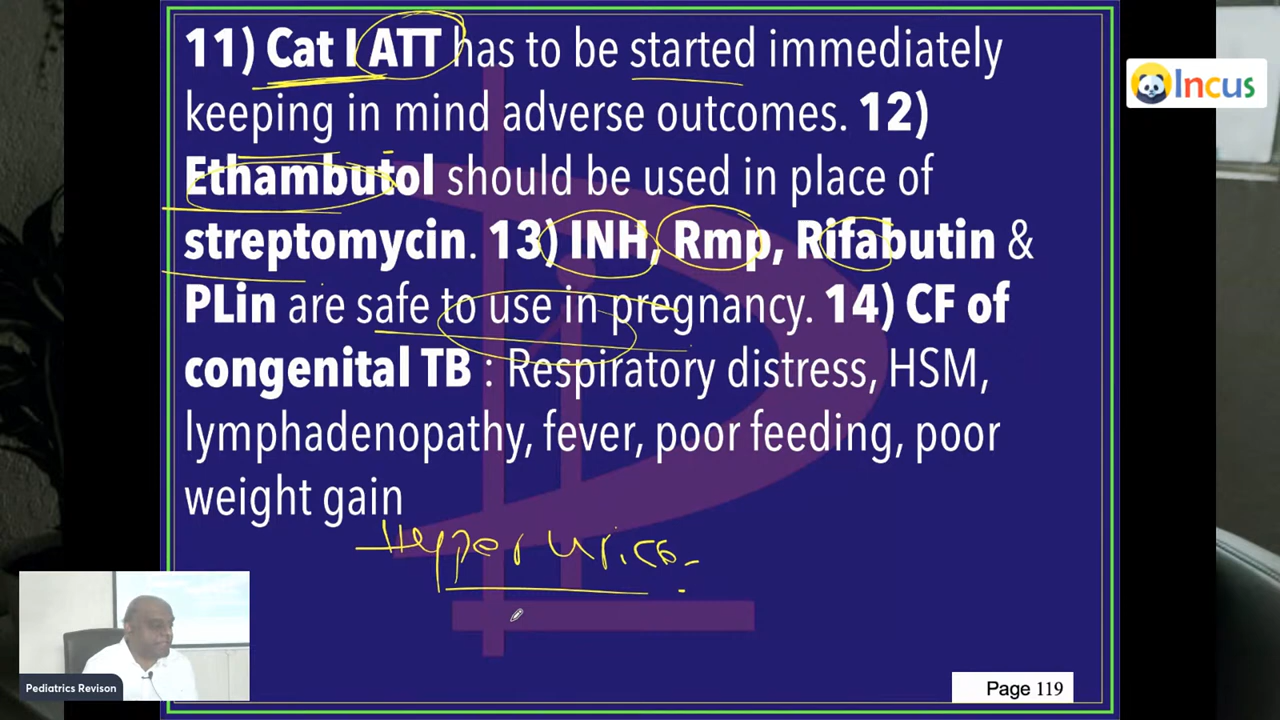 11) Cat I ATT has to be started immediately
keeping in mind adverse outcomes. 12)
Ethambutol should be used in place of
streptomycin. 13) INH, Rmp, Rifabutin &
PLin are safe to use in pregnancy. 14) CF of
congenital TB : Respiratory distress, HSM,
lymphadenopathy, fever, poor feeding, poor
weight gain
Hyper urice
Incus
Pediatrics Revison
Page 119